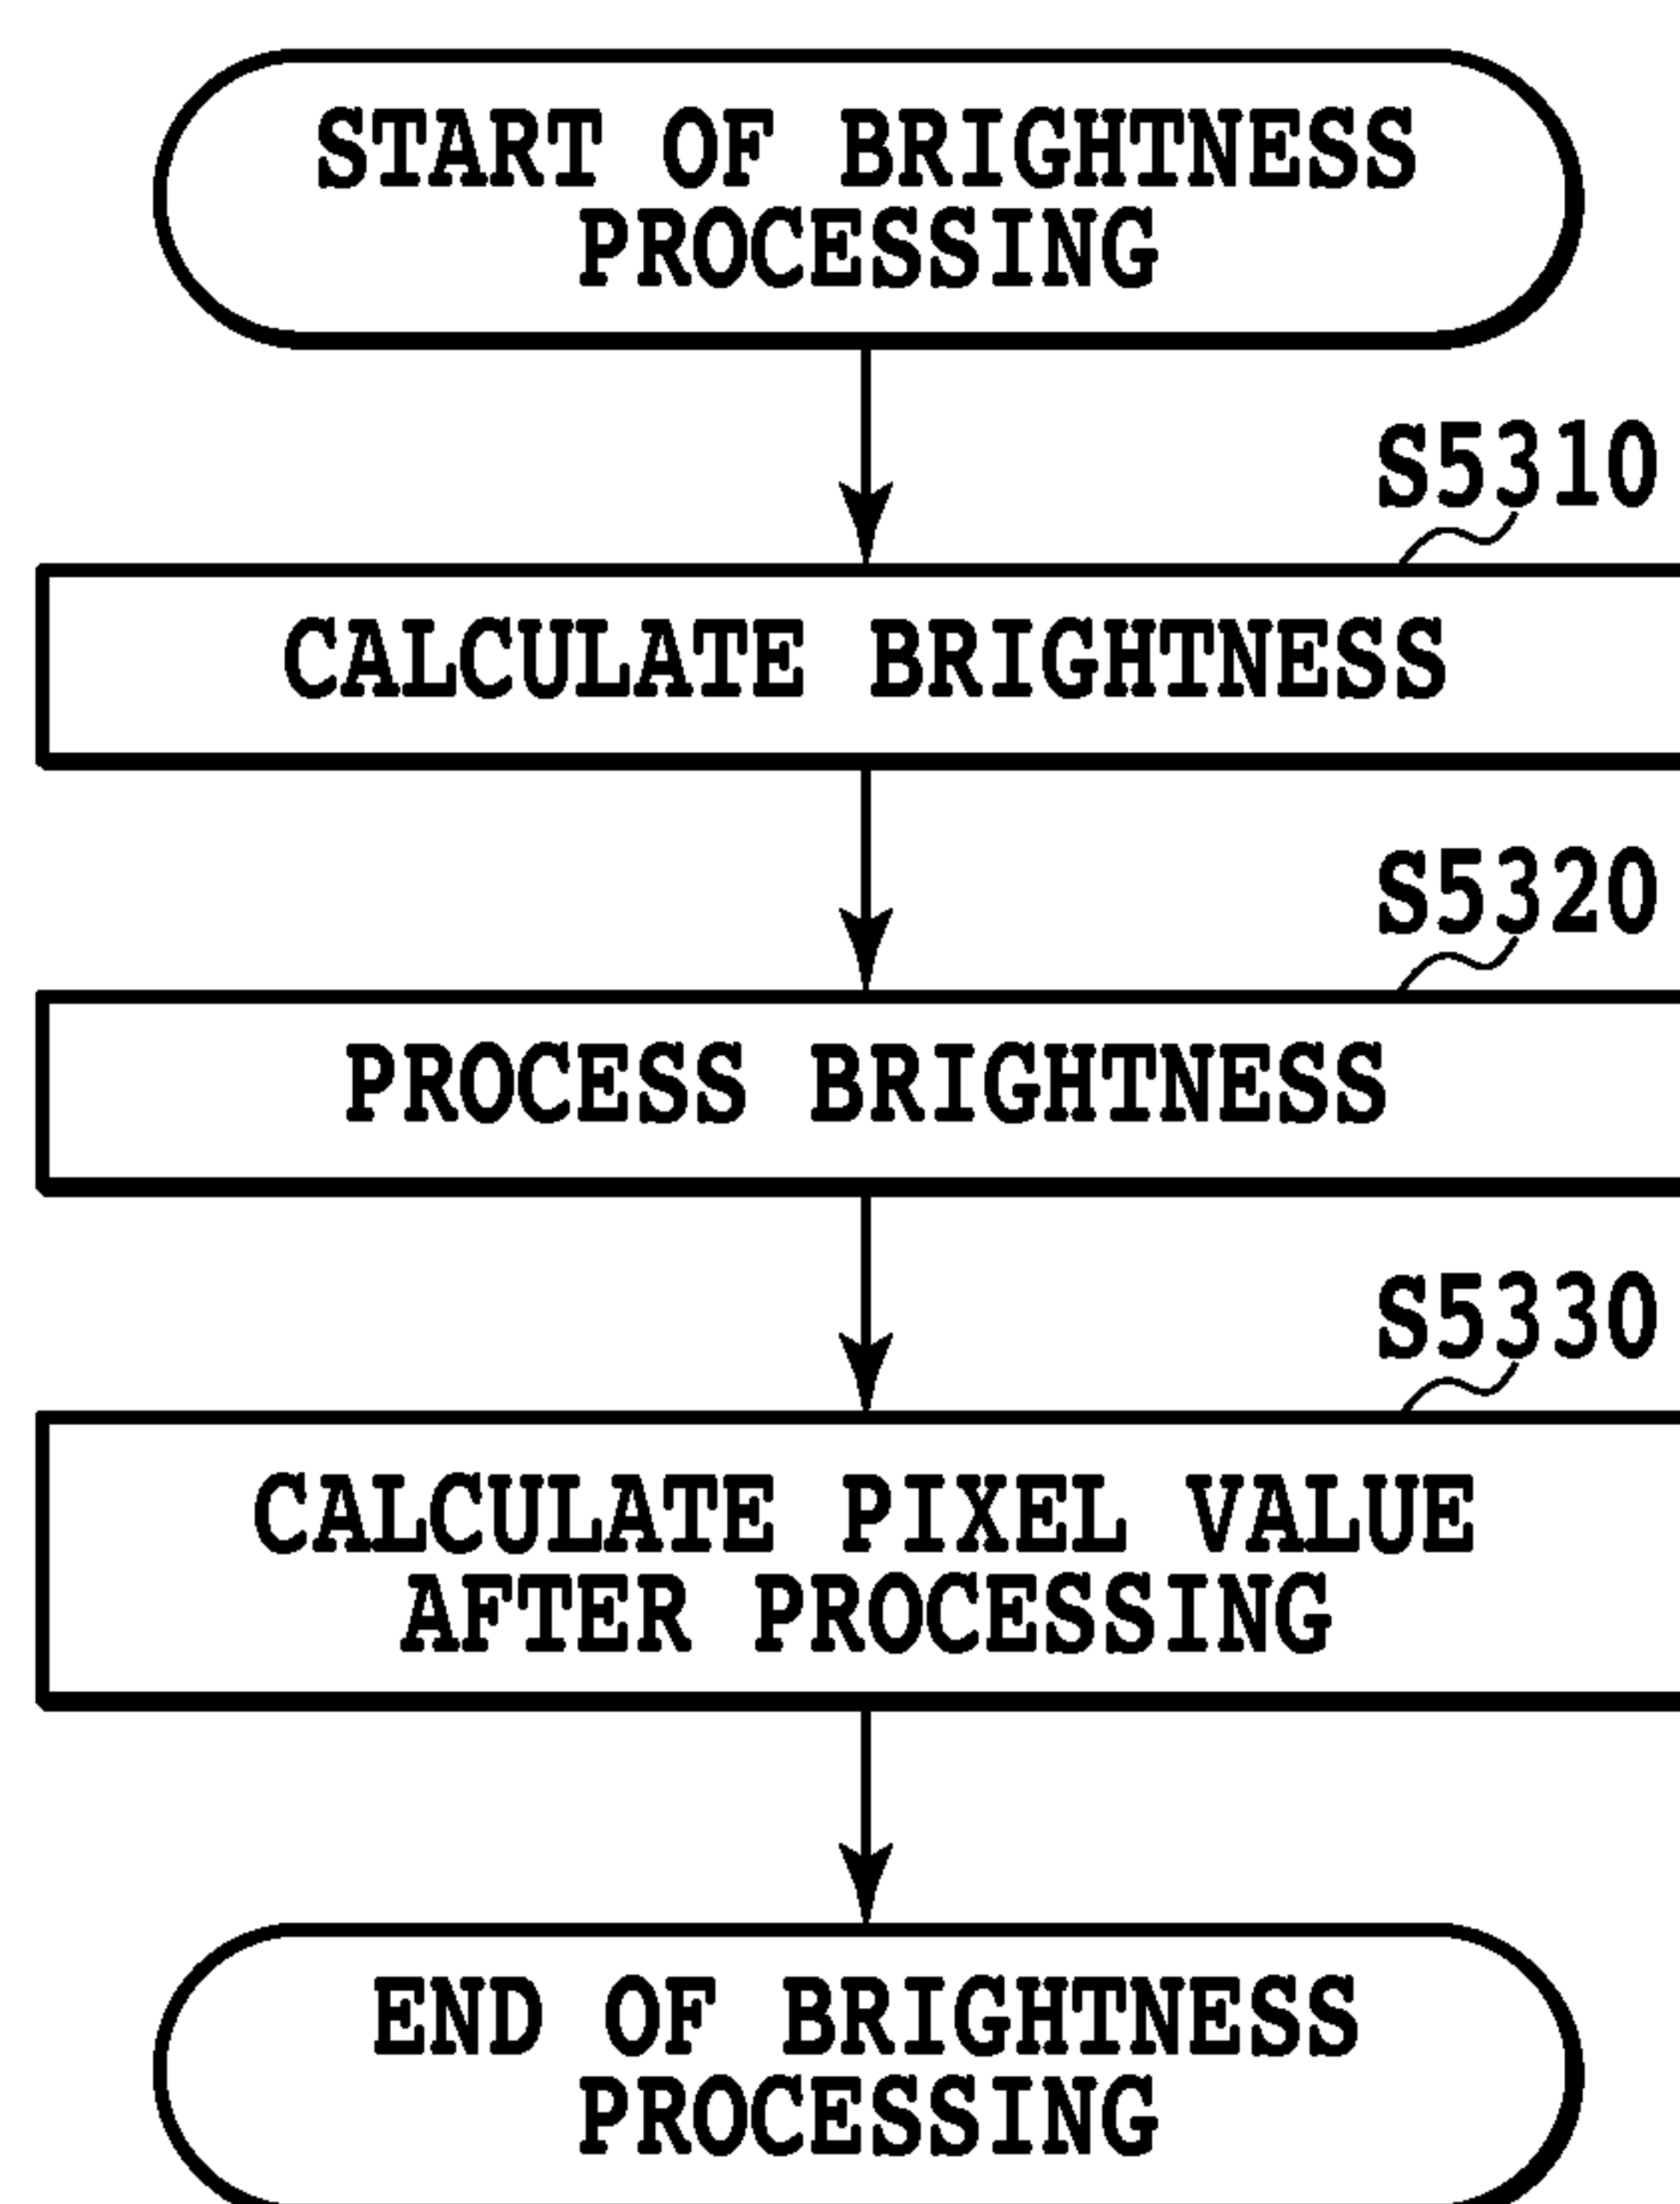 START OF BRIGHTNESS
PROCESSING
S5310
CALCULATE BRIGHTNESS
S5320
PROCESS BRIGHTNESS
S5330
CALCULATE PIXEL VALUE
AFTER PROCESSING
END OF BRIGHTNESS
PROCESSING